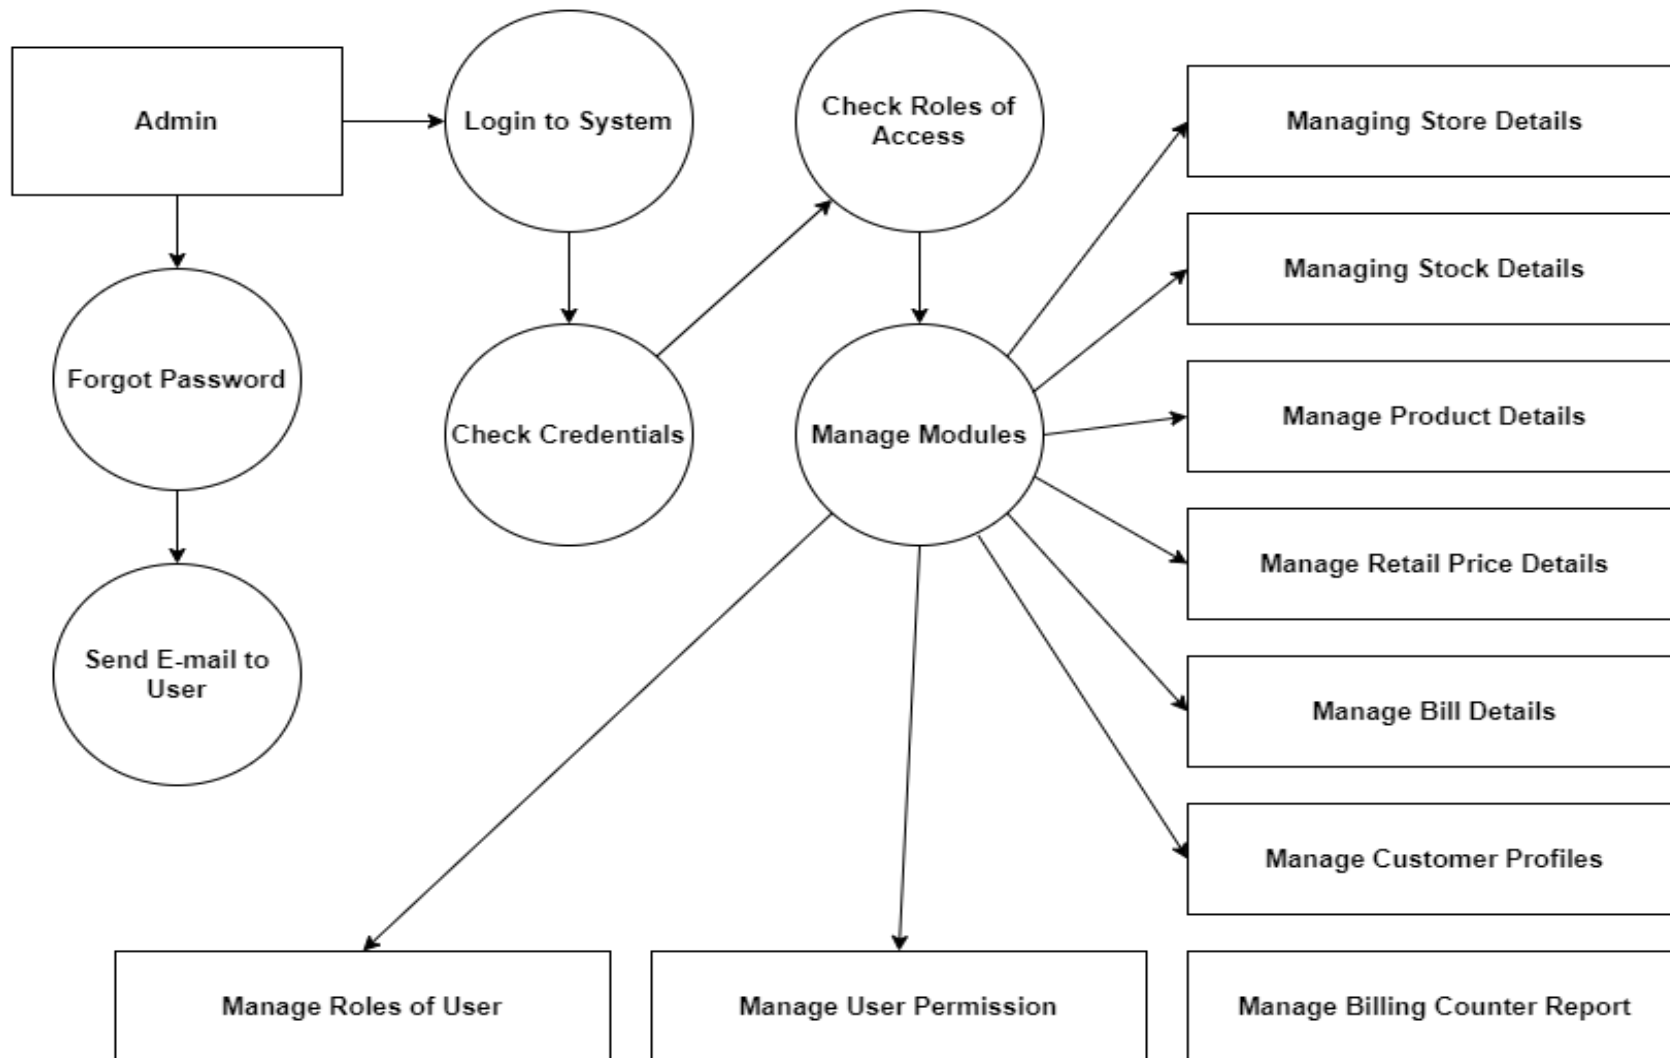 Admin
Login to System
Check Roles of
Access
Managing Store Details
Managing Stock Details
Forgot Password
Check Credentials
Manage Modules
Manage Product Details
Manage Retail Price Details
Send E-mail to
User
Manage Bill Details
Manage Customer Profiles
Manage Roles of User
Manage User Permission
Manage Billing Counter Report